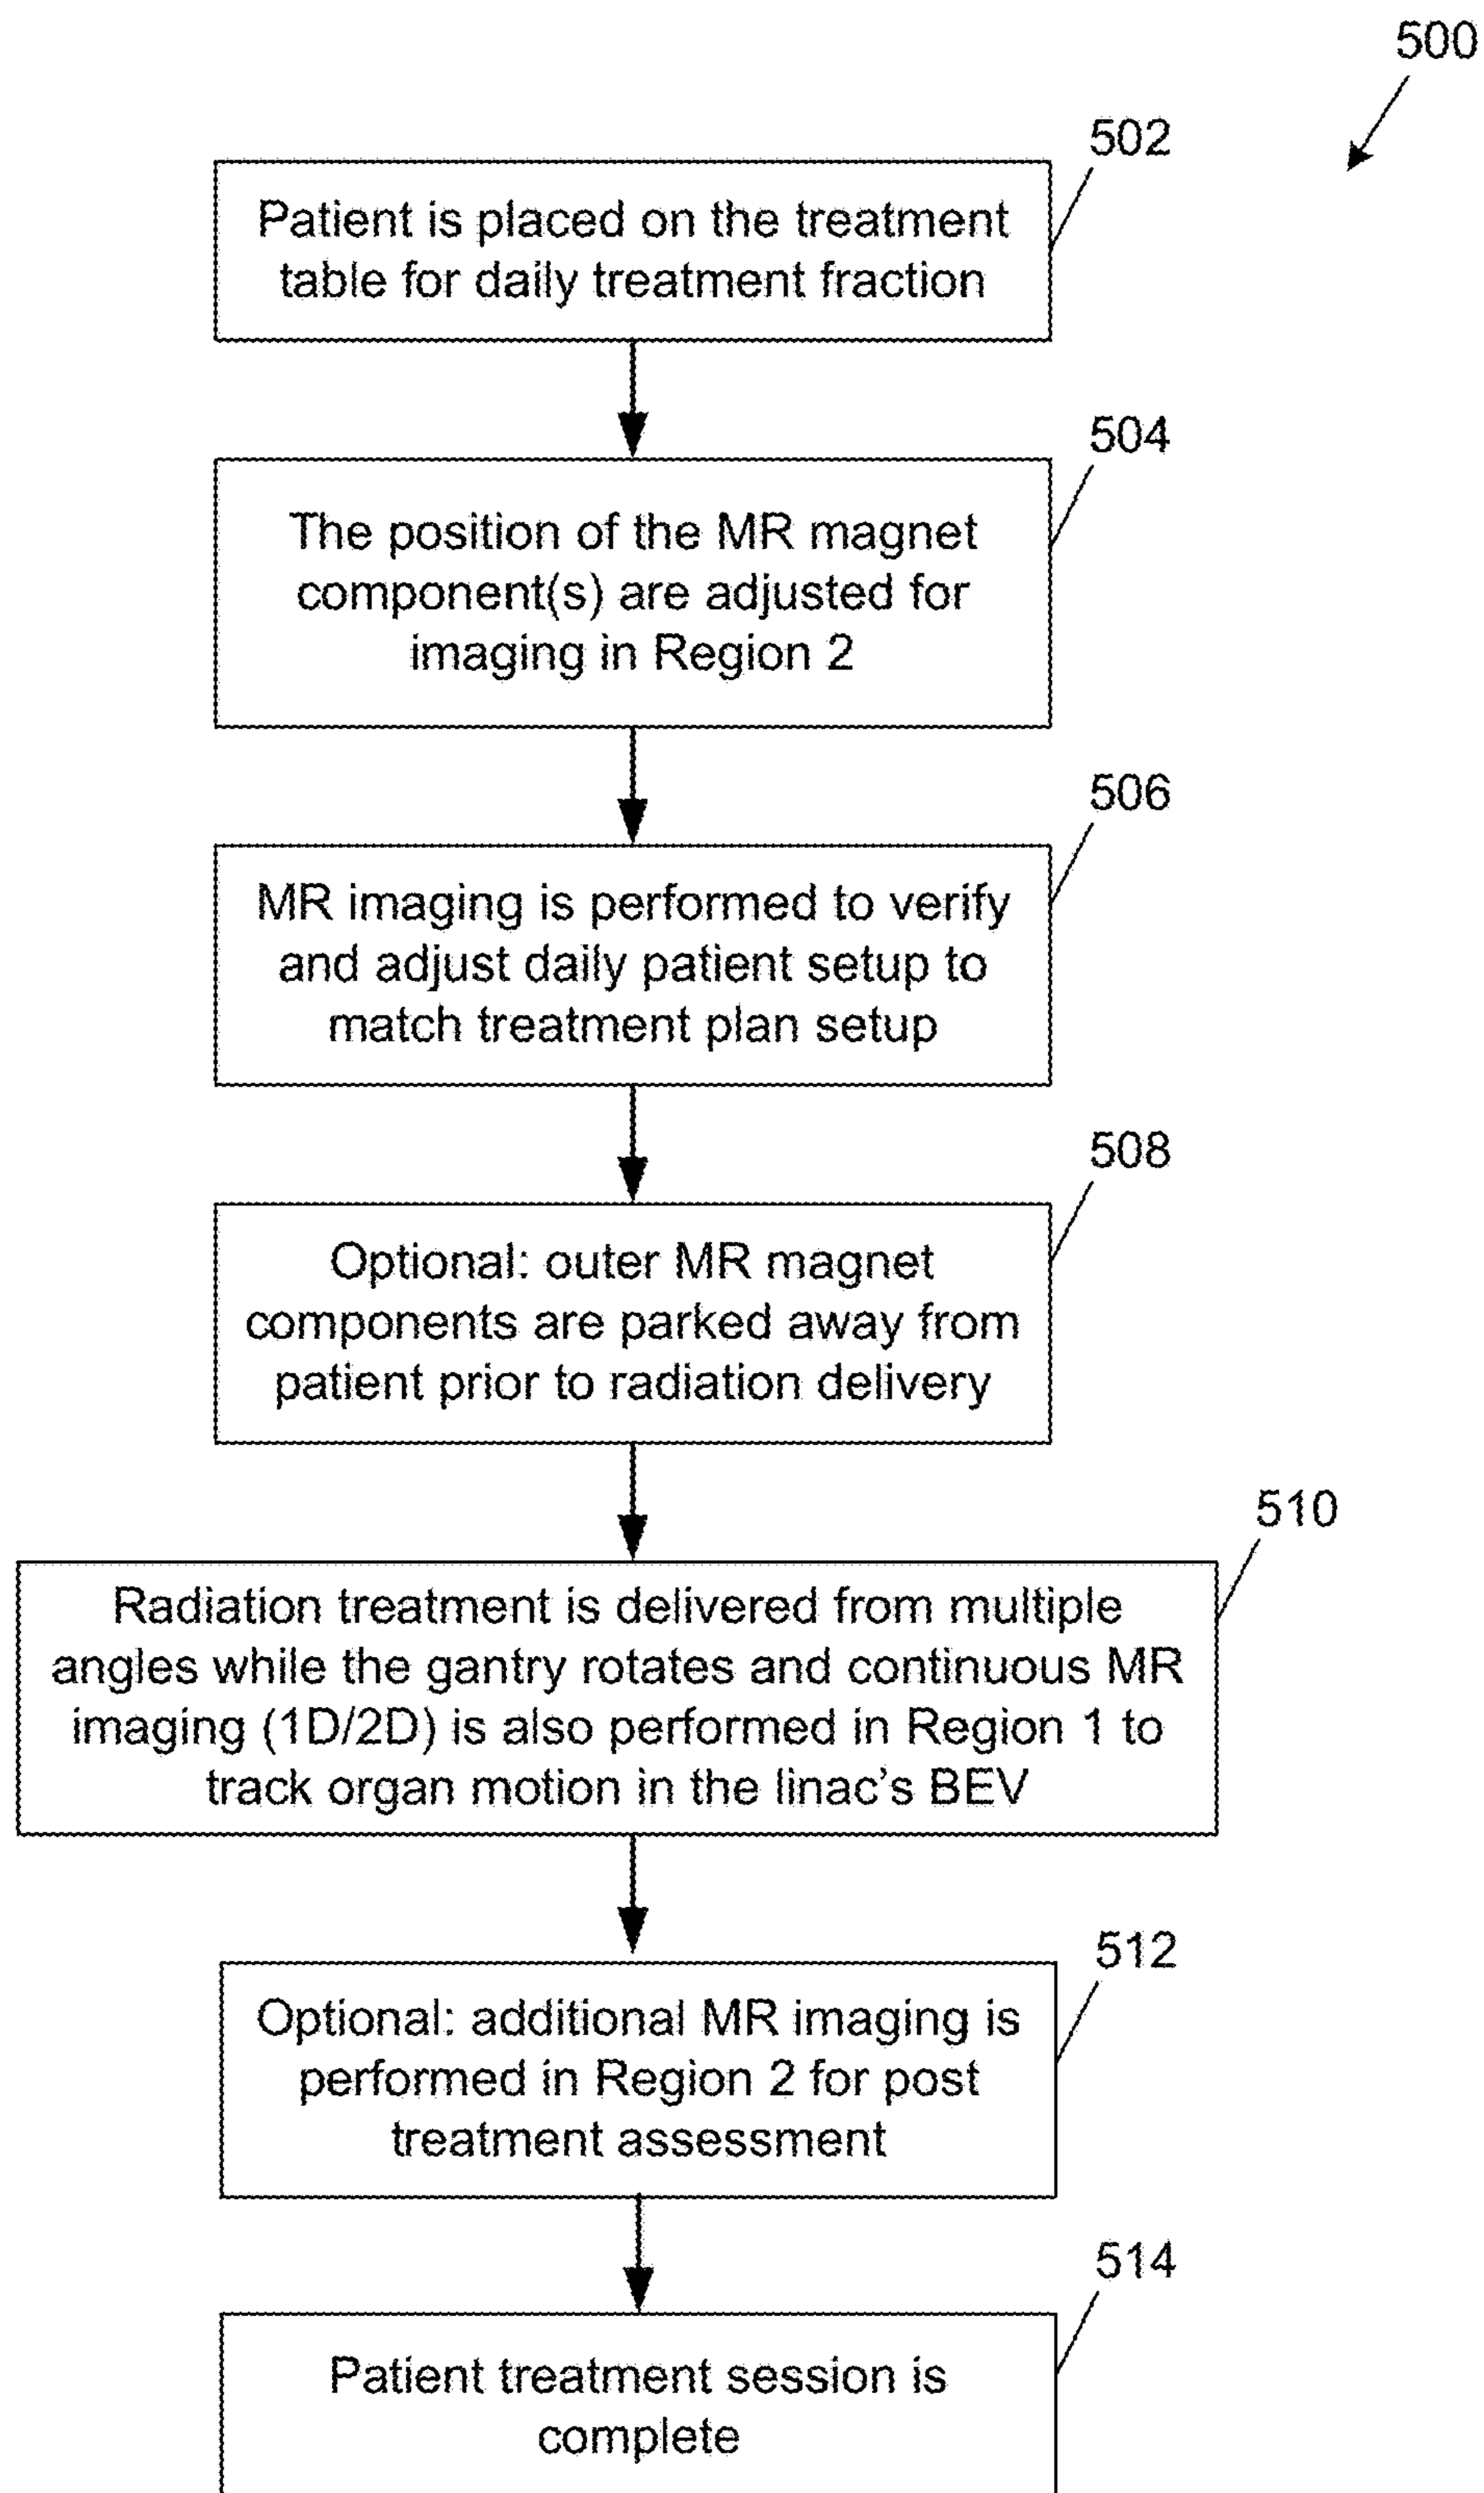 500
502
Patient is placed on the treatment
table for daily treatment fraction
504
The position of the MR magnet
component(s) are adjusted for
imaging in Region 2
506
MR imaging is performed to verify
and adjust daily patient setup to
match treatment plan setup
508
Optional: outer MR magnet
components are parked away from
patient prior to radiation delivery
510
Radiation treatment is delivered from multiple
angles while the gantry rotates and continuous MR
imaging (1D/2D) is also performed in Region 1 to
track organ motion in the linac's BEV
512
Optional: additional MR imaging is
performed in Region 2 for post
treatment assessment
514
Patient treatment session is
complete